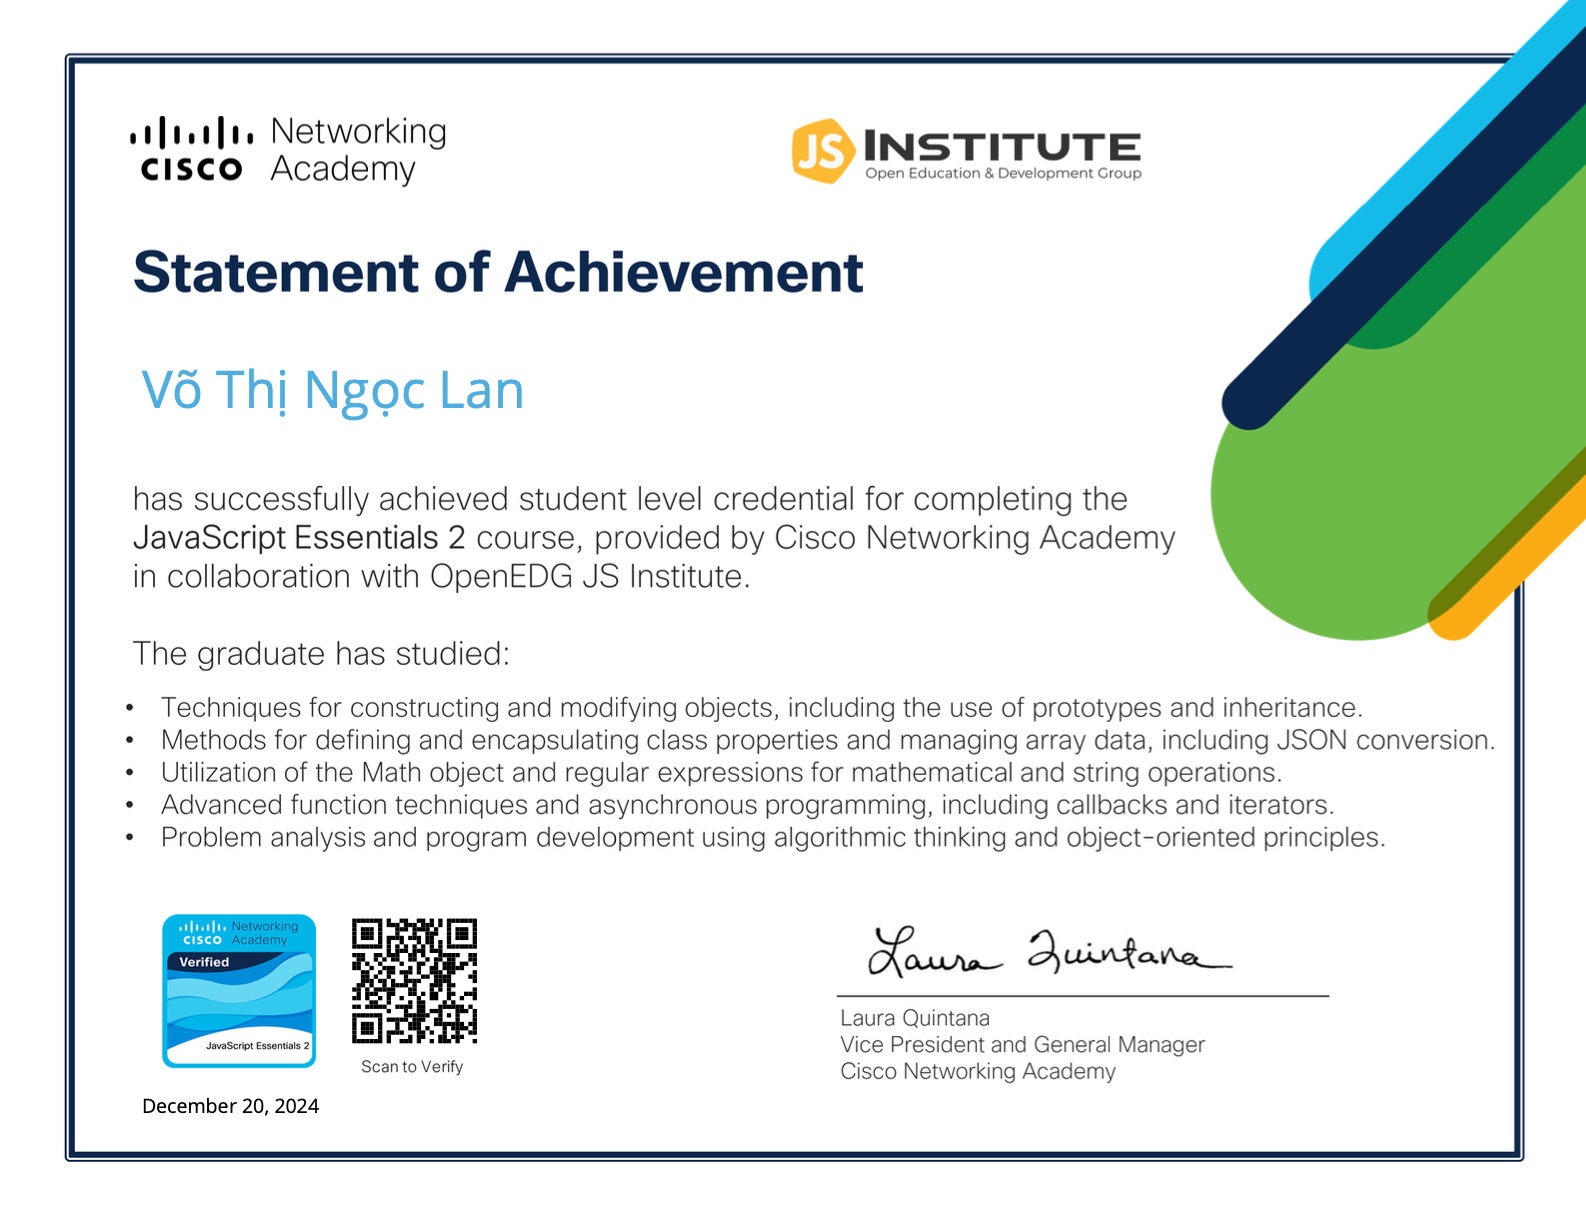 CISCO
Networking
Academy
JS INSTITUTE
Open Education & Development Group
Statement of Achievement
Võ Thị Ngọc Lan
has successfully achieved student level credential for completing the
JavaScript Essentials 2 course, provided by Cisco Networking Academy
in collaboration with OpenEDG JS Institute.
The graduate has studied:
• Techniques for constructing and modifying objects, including the use of prototypes and inheritance.
• Methods for defining and encapsulating class properties and managing array data, including JSON conversion.
• Utilization of the Math object and regular expressions for mathematical and string operations.
• Advanced function techniques and asynchronous programming, including callbacks and iterators.
• Problem analysis and program development using algorithmic thinking and object-oriented principles.
CISCO
Networking
Academy
Verified
JavaScript Essentials 2
Scan to Verify
December 20, 2024
Laura Quintana
Laura Quintana
Vice President and General Manager
Cisco Networking Academy